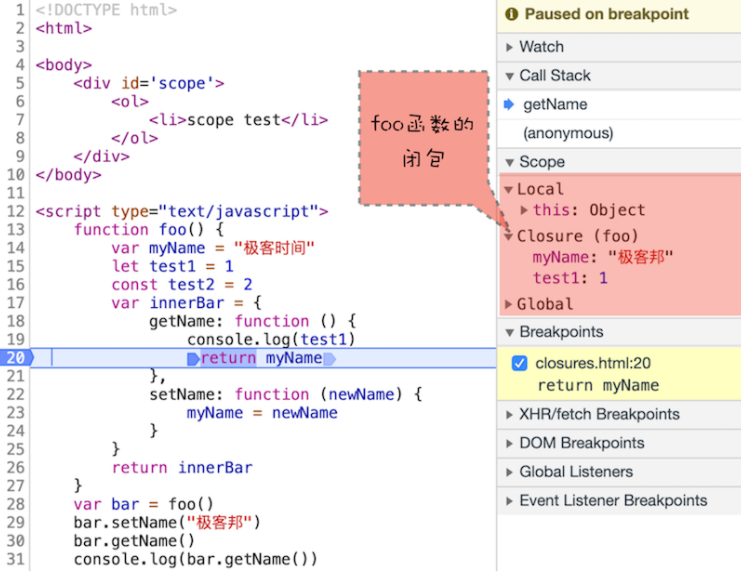 1 <!DOCTYPE html>
2 <html>
3
4 <body>
5 <div id='scope'>
6 <ol>
7 <li>scope test</li>
8 </ol>
9 </div>
10 </body>
11
12 <script type="text/javascript">
13 function foo() {
14 var myName = "极客时间"
15 let test1 = 1
16 const test2 = 2
17 var innerBar = {
18 getName: function () {
19 console.log(test1)
20 return myName
21 },
22 setName: function (newName) {
23 myName = newName
24 }
25 }
26 return innerBar
27 }
28 var bar = foo()
29 bar.setName("极客邦")
30 bar.getName()
31 console.log(bar.getName())
foo函数的
闭包
Paused on breakpoint
Watch
Call Stack
getName
(anonymous)
Scope
Local
this: Object
Closure (foo)
myName: "极客邦"
test1: 1
Global
Breakpoints
closures.html:20
return myName
XHR/fetch Breakpoints
DOM Breakpoints
Global Listeners
Event Listener Breakpoints